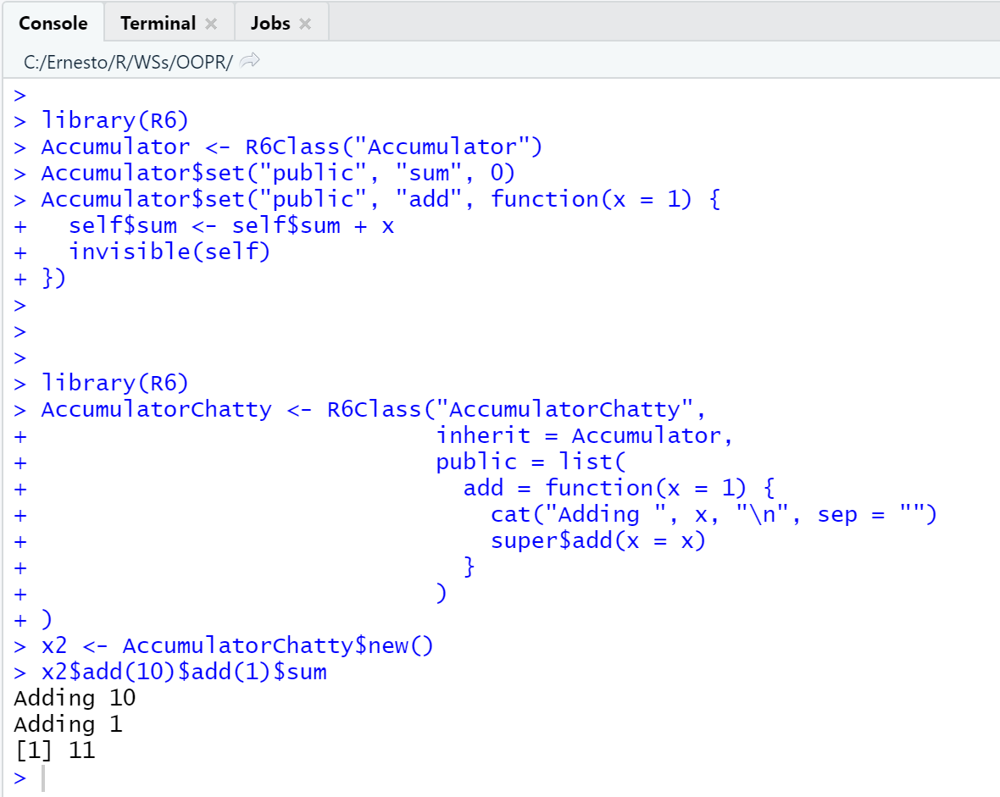 Console Terminal Jobs
C:/Ernesto/R/WSs/OOPR/
>
> library(R6)
> Accumulator <- R6Class("Accumulator")
> Accumulator$set("public", "sum", 0)
> Accumulator$set("public", "add", function(x = 1) {
+   self$sum <- self$sum + x
+   invisible(self)
+ })
>
>
>
> library(R6)
> AccumulatorChatty <- R6Class("AccumulatorChatty",
+                              inherit = Accumulator,
+                              public = list(
+                                add = function(x = 1) {
+                                  cat("Adding ", x, "\n", sep = "")
+                                  super$add(x = x)
+                                }
+                              )
+ )
> x2 <- AccumulatorChatty$new()
> x2$add(10)$add(1)$sum
Adding 10
Adding 1
[1] 11
>